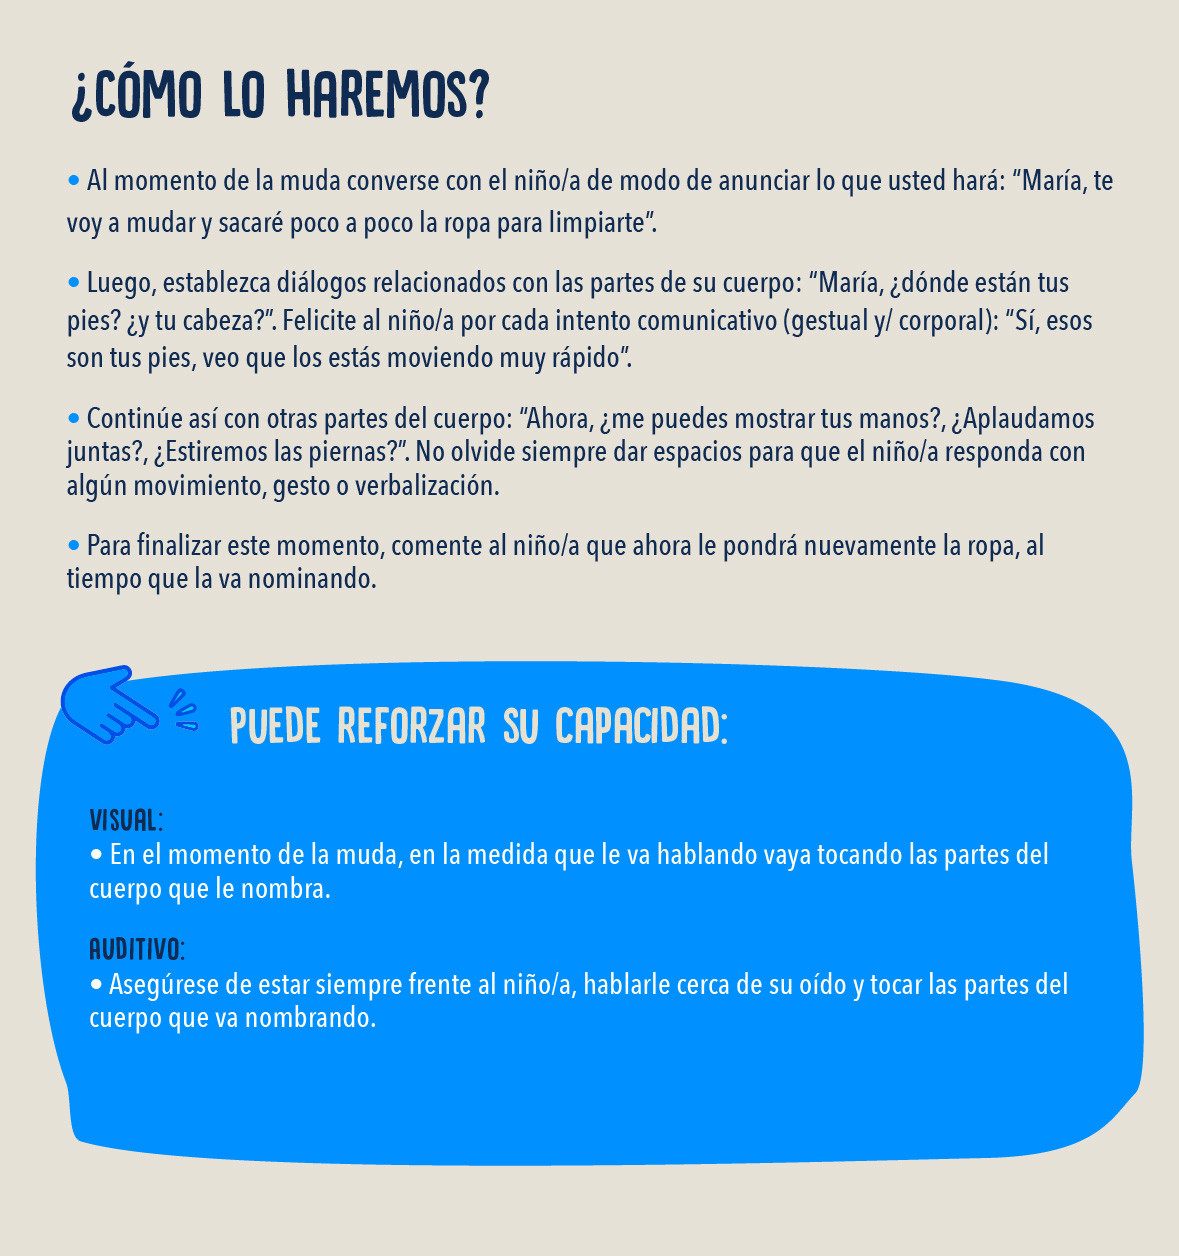 ¿CÓMO LO HAREMOS?
• Al momento de la muda converse con el niño/a de modo de anunciar lo que usted hará: “María, te
voy a mudar y sacaré poco a poco la ropa para limpiarte”.
• Luego, establezca diálogos relacionados con las partes de su cuerpo: “María, ¿dónde están tus
pies? ¿y tu cabeza?”. Felicite al niño/a por cada intento comunicativo (gestual y/ corporal): “Sí, esos
son tus pies, veo que los estás moviendo muy rápido”.
• Continúe así con otras partes del cuerpo: “Ahora, ¿me puedes mostrar tus manos?, ¿Aplaudamos
juntas?, ¿Estiremos las piernas?”. No olvide siempre dar espacios para que el niño/a responda con
algún movimiento, gesto o verbalización.
• Para finalizar este momento, comente al niño/a que ahora le pondrá nuevamente la ropa, al
tiempo que la va nominando.
PUEDE REFORZAR SU CAPACIDAD:
VISUAL:
• En el momento de la muda, en la medida que le va hablando vaya tocando las partes del
cuerpo que le nombra.
AUDITIVO:
• Asegúrese de estar siempre frente al niño/a, hablarle cerca de su oído y tocar las partes del
cuerpo que va nombrando.